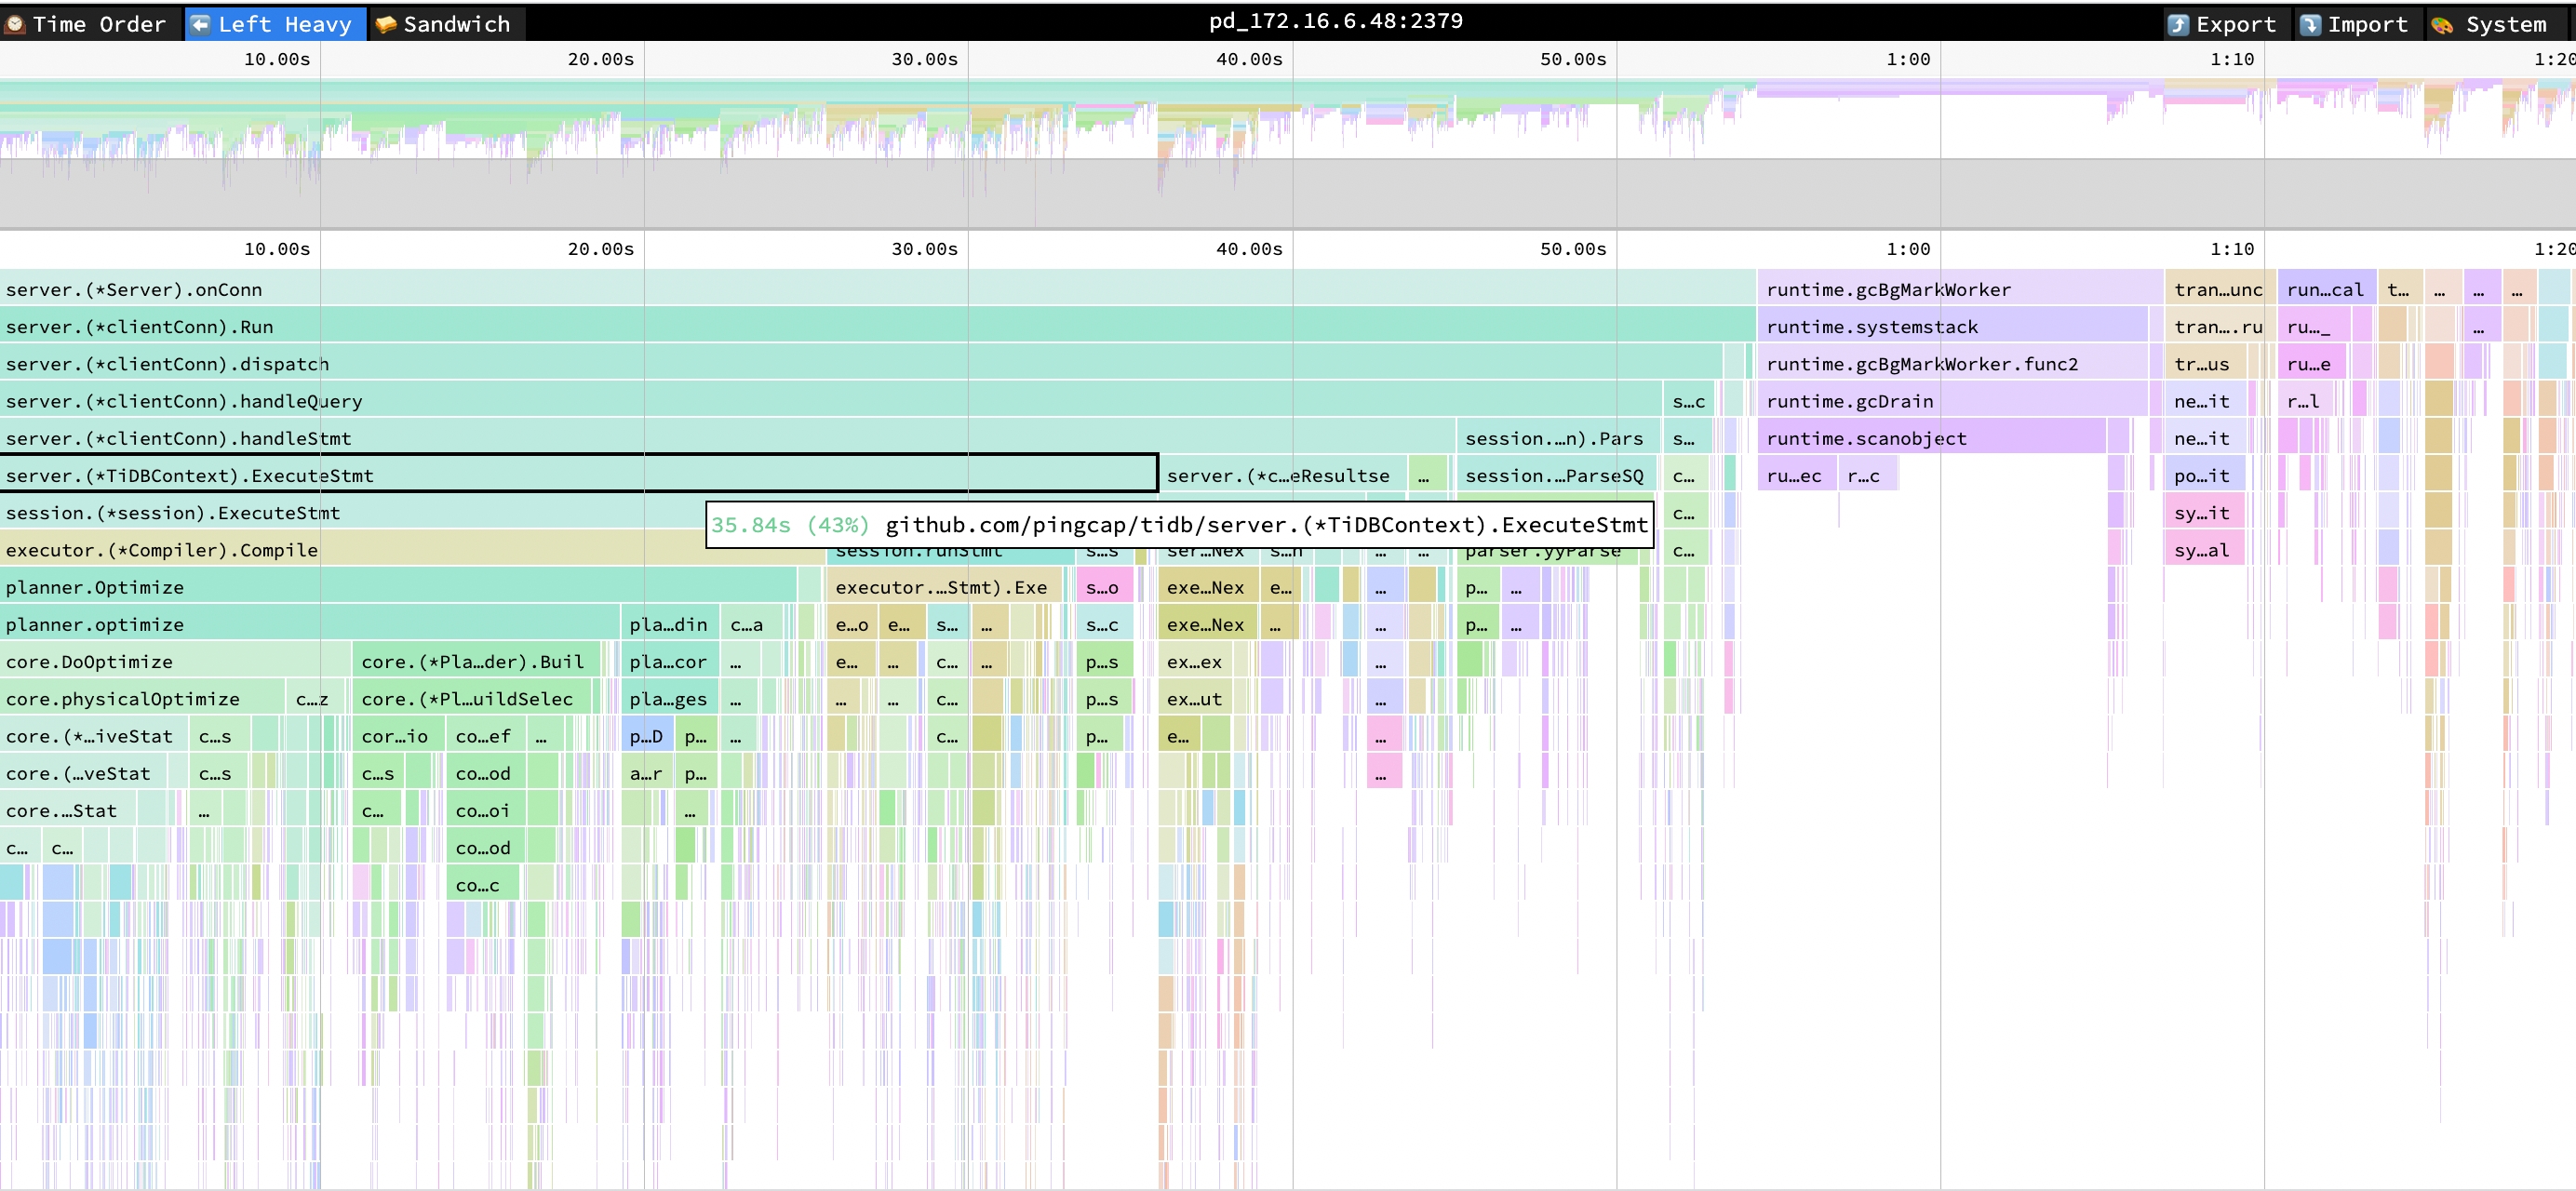 Time Order Left Heavy Sandwich pd_172.16.6.48:2379 Export Import System
10.00s 20.00s 30.00s 40.00s 50.00s 1:00 1:10 1:20
10.00s 20.00s 30.00s 40.00s 50.00s 1:00 1:10 1:20
server.(*Server).onConn runtime.gcBgMarkWorker tran…unc run…cal t… … … …
server.(*clientConn).Run runtime.systemstack tran….ru ru…_ …
server.(*clientConn).dispatch runtime.gcBgMarkWorker.func2 tr…us ru…e
server.(*clientConn).handleQuery s…c runtime.gcDrain ne…it r…l
server.(*clientConn).handleStmt session.…n).Pars s… runtime.scanobject ne…it
server.(*TiDBContext).ExecuteStmt server.(*c…eResultse … session.…ParseSQ c… ru…ec r…c po…it
session.(*session).ExecuteStmt c… sy…it
35.84s (43%) github.com/pingcap/tidb/server.(*TiDBContext).ExecuteStmt
executor.(*Compiler).Compile session.runStmt s…s ser…Nex s…n … … parser.yyParse c… sy…al
planner.Optimize executor.…Stmt).Exe s…o exe…Nex e… … p… …
planner.optimize pla…din c…a e…o e… s… … s…c exe…Nex … … p… …
core.DoOptimize core.(*Pla…der).Buil pla…cor … e… … c… … p…s ex…ex …
core.physicalOptimize c…z core.(*Pl…uildSelec pla…ges … … … c… p…s ex…ut …
core.(*…iveStat c…s cor…io co…ef … p…D p… … c… p… e… …
core.(…veStat c…s c…s co…od a…r p… …
core.…Stat … c… co…oi …
c… c… co…od
co…c